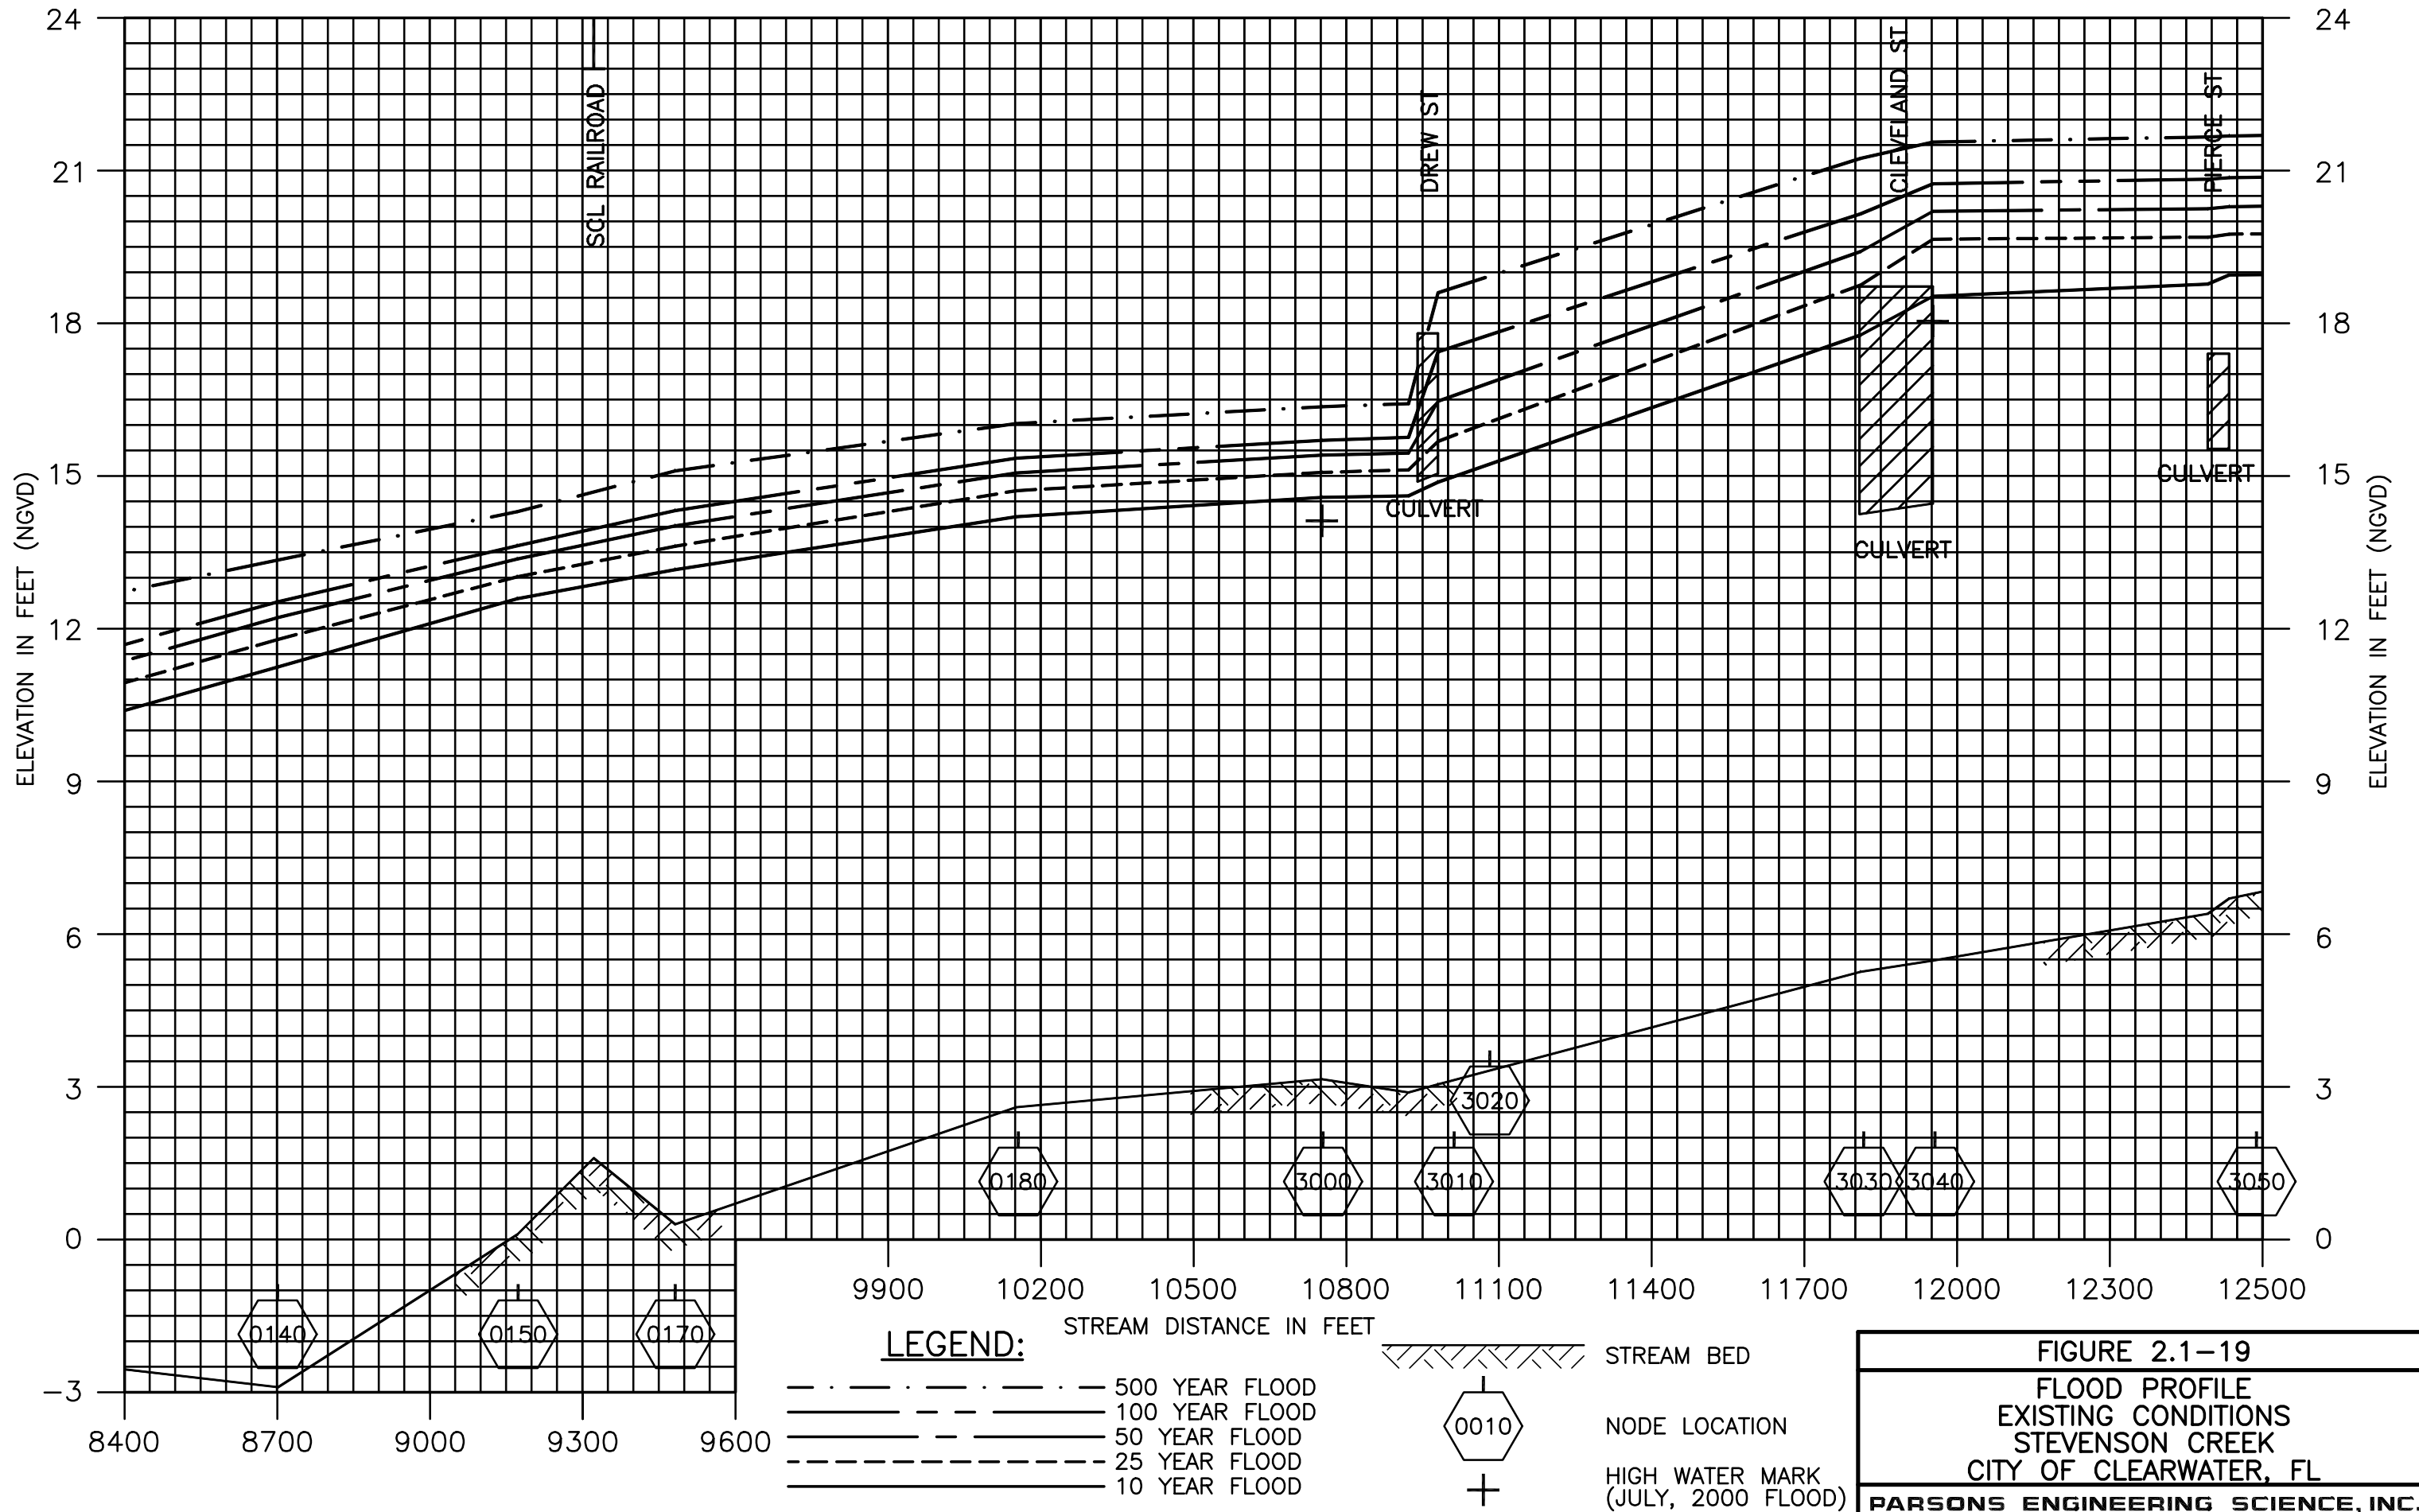 24
21
18
15
12
9
6
3
0
-3
ELEVATION IN FEET (NGVD)
SCL RAILROAD
DREW ST
CLEVELAND ST
PIERCE ST
CULVERT
CULVERT
CULVERT
24
21
18
15
12
9
6
3
0
ELEVATION IN FEET (NGVD)
3020
0180
3000
3010
3030
3040
3050
0140
0150
0170
9900
10200
10500
10800
11100
11400
11700
12000
12300
12500
8400
8700
9000
9300
9600
STREAM DISTANCE IN FEET
LEGEND:
500 YEAR FLOOD
100 YEAR FLOOD
50 YEAR FLOOD
25 YEAR FLOOD
10 YEAR FLOOD
STREAM BED
0010
NODE LOCATION
HIGH WATER MARK
(JULY, 2000 FLOOD)
FIGURE 2.1-19
FLOOD PROFILE
EXISTING CONDITIONS
STEVENSON CREEK
CITY OF CLEARWATER, FL
PARSONS ENGINEERING SCIENCE, INC.